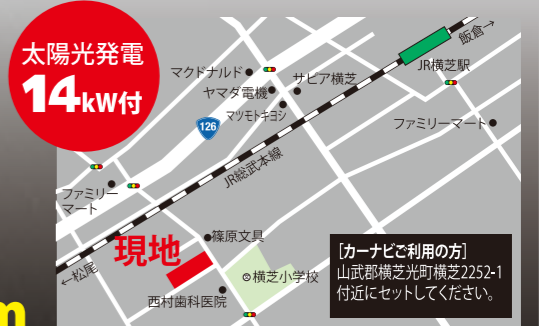 太陽光発電
14kW付
飯倉→
JR横芝駅
マクドナルド
サピア横芝
ヤマダ電機
マツモトキヨシ
ファミリーマート
126
JR総武本線
ファミリー
マート
現地
篠原文具
←松尾
横芝小学校
西村歯科医院
[カーナビご利用の方]
山武郡横芝光町横芝2252-1
付近にセットしてください。
m